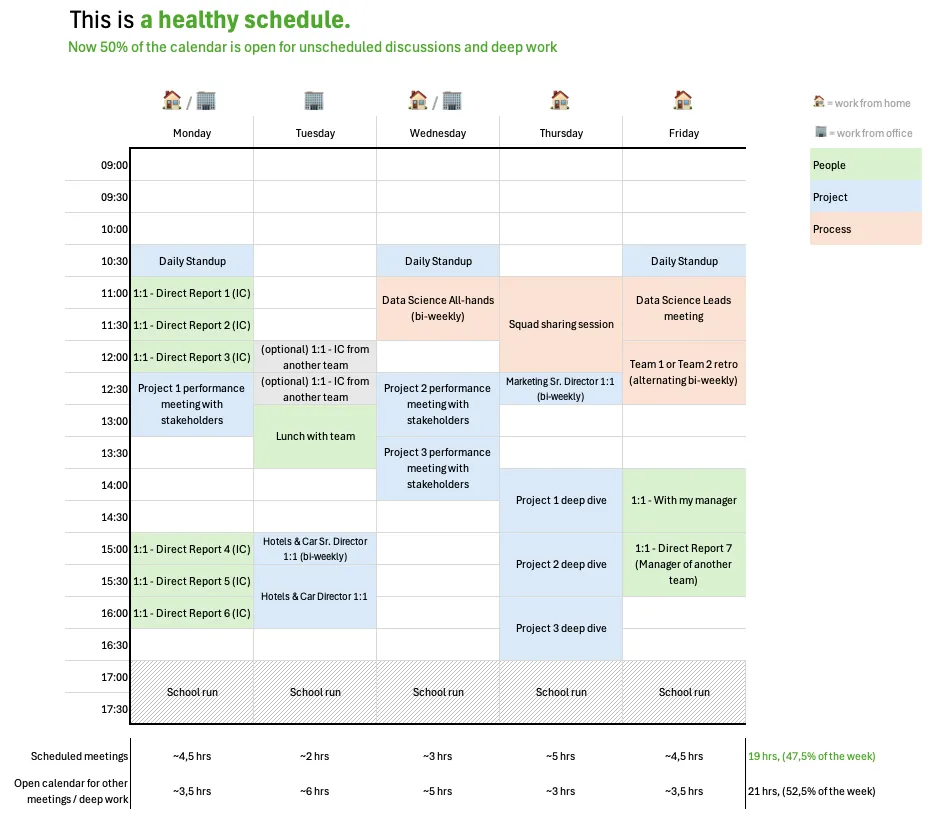 This is a healthy schedule.
Now 50% of the calendar is open for unscheduled discussions and deep work
/
/
= work from home
Monday
Tuesday
Wednesday
Thursday
Friday
= work from office
09:00
People
09:30
Project
10:00
Process
10:30
Daily Standup
Daily Standup
Daily Standup
11:00
1:1 - Direct Report 1 (IC)
Data Science All-hands
(bi-weekly)
Squad sharing session
Data Science Leads
meeting
11:30
1:1 - Direct Report 2 (IC)
12:00
1:1 - Direct Report 3 (IC)
(optional) 1:1 - IC from
another team
Team 1 or Team 2 retro
(alternating bi-weekly)
12:30
Project 1 performance
meeting with
stakeholders
(optional) 1:1 - IC from
another team
Project 2 performance
meeting with
stakeholders
Marketing Sr. Director 1:1
(bi-weekly)
13:00
Lunch with team
13:30
Project 3 performance
meeting with
stakeholders
14:00
Project 1 deep dive
1:1 - With my manager
14:30
15:00
1:1 - Direct Report 4 (IC)
Hotels & Car Sr. Director
1:1 (bi-weekly)
Project 2 deep dive
1:1 - Direct Report 7
(Manager of another
team)
15:30
1:1 - Direct Report 5 (IC)
Hotels & Car Director 1:1
16:00
1:1 - Direct Report 6 (IC)
Project 3 deep dive
16:30
17:00
School run
School run
School run
School run
School run
17:30
Scheduled meetings
~4,5 hrs
~2 hrs
~3 hrs
~5 hrs
~4,5 hrs
19 hrs, (47,5% of the week)
Open calendar for other
meetings / deep work
~3,5 hrs
~6 hrs
~5 hrs
~3 hrs
~3,5 hrs
21 hrs, (52,5% of the week)